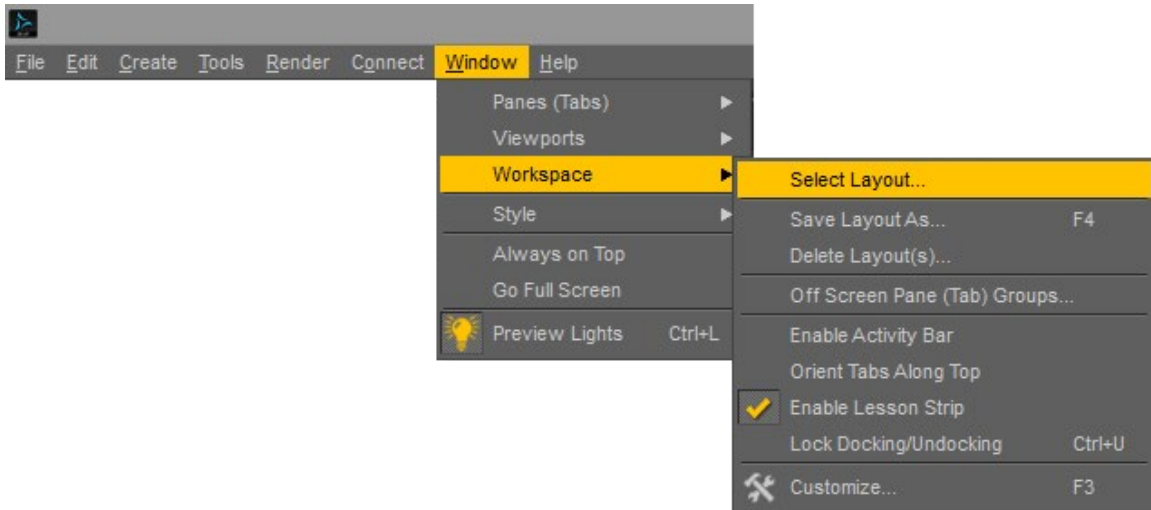 File Edit Create Tools Render Connect Window Help
Panes (Tabs)
Viewports
Workspace
Style
Always on Top
Go Full Screen
Preview Lights Ctrl+L
Select Layout...
Save Layout As... F4
Delete Layout(s)...
Off Screen Pane (Tab) Groups...
Enable Activity Bar
Orient Tabs Along Top
Enable Lesson Strip
Lock Docking/Undocking Ctrl+U
Customize... F3